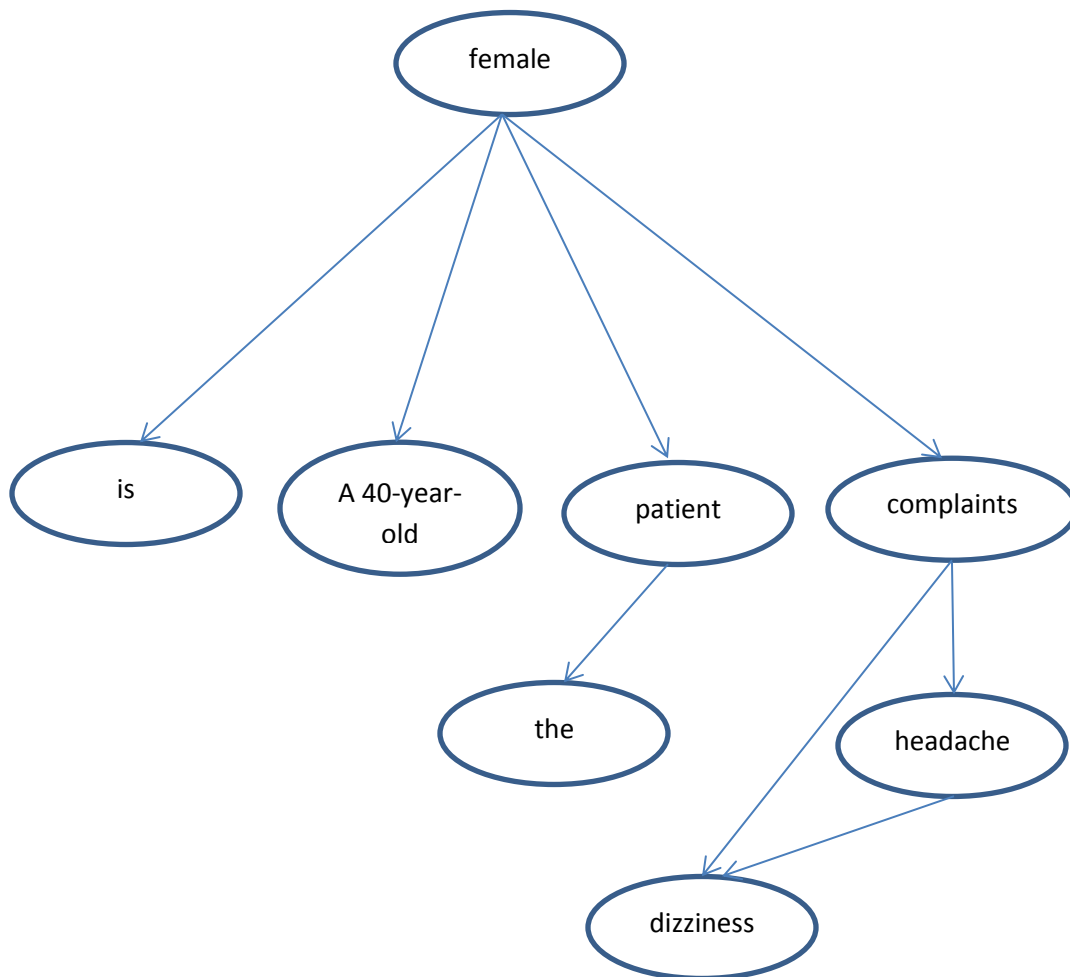 female
is
A 40-year-
old
patient
complaints
the
headache
dizziness